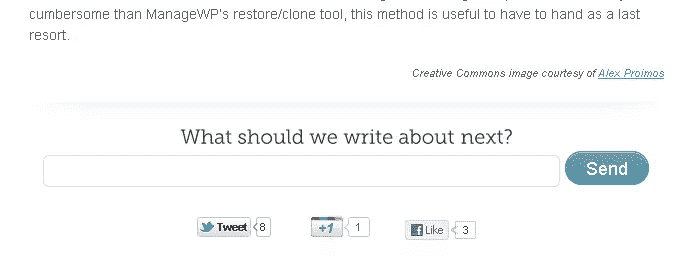 cumbersome than ManageWP's restore/clone tool, this method is useful to have to hand as a last
resort.
Creative Commons image courtesy of Alex Proimos
What should we write about next?
Send
Tweet 8 +1 1 Like 3